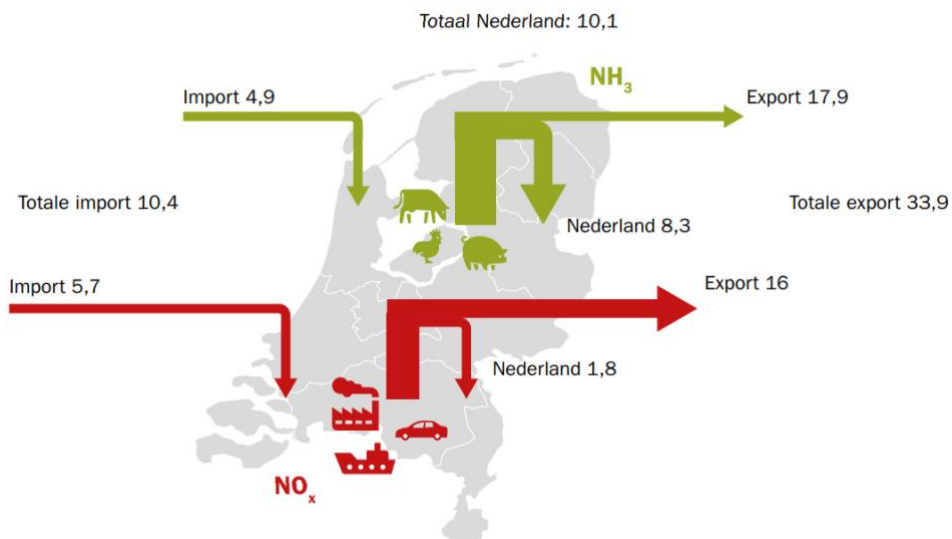 Totaal Nederland: 10,1
NH₃
Import 4,9
Export 17,9
Totale import 10,4
Totale export 33,9
Nederland 8,3
Import 5,7
Export 16
Nederland 1,8
NOₓ